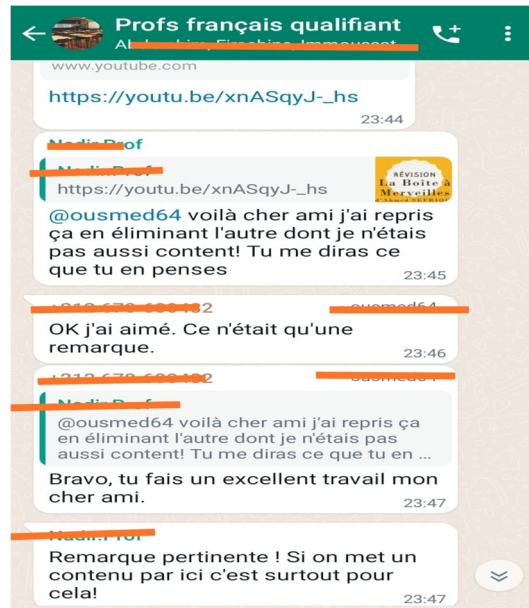 Profs français qualifiant
www.youtube.com
https://youtu.be/xnASqyJ-_hs
23:44
https://youtu.be/xnASqyJ-_hs
RÉVISION
La Boîte à
Merveilles
d'Ahmed SEFRIOUI
@ousmed64 voilà cher ami j'ai repris
ça en éliminant l'autre dont je n'étais
pas aussi content! Tu me diras ce
que tu en penses
23:45
OK j'ai aimé. Ce n'était qu'une
remarque.
23:46
@ousmed64 voilà cher ami j'ai repris ça
en éliminant l'autre dont je n'étais pas
aussi content! Tu me diras ce que tu en ...
Bravo, tu fais un excellent travail mon
cher ami.
23:47
Remarque pertinente ! Si on met un
contenu par ici c'est surtout pour
cela!
23:47